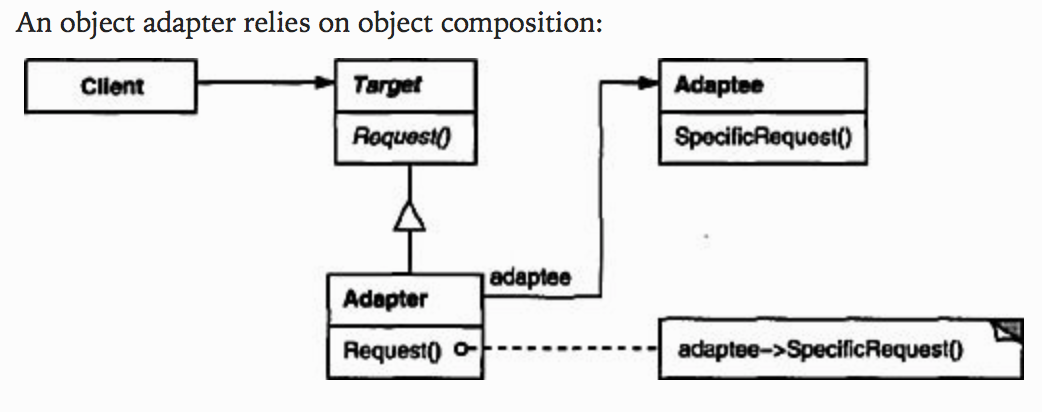 An object adapter relies on object composition:
Client
Target
Request()
Adaptee
SpecificRequest()
adaptee
Adapter
Request()
adaptee->SpecificRequest()